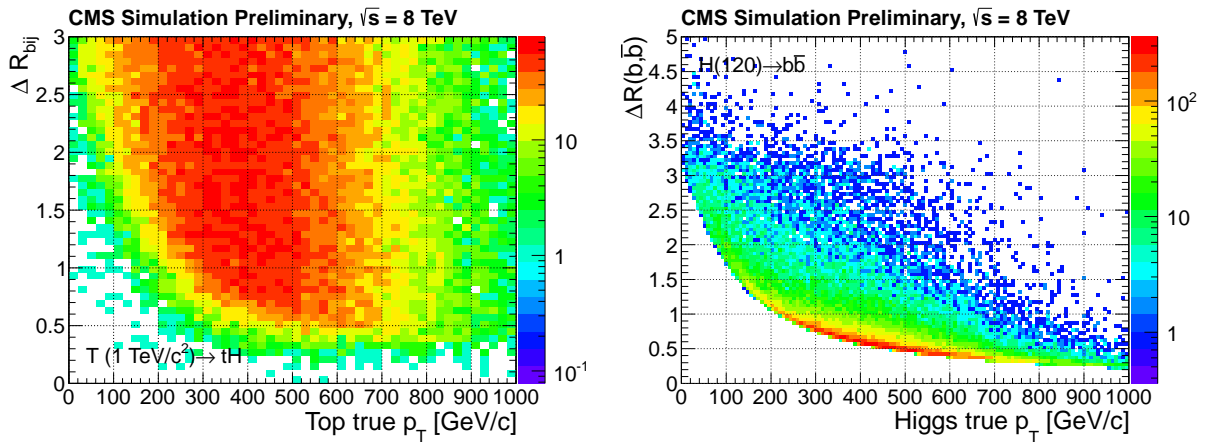 CMS Simulation Preliminary, √s = 8 TeV
Δ R_bij
3
2.5
2
1.5
1
0.5
0
T (1 TeV/c²)→ tH
0 100 200 300 400 500 600 700 800 900 1000
Top true p_T [GeV/c]
10
1
10⁻¹
CMS Simulation Preliminary, √s = 8 TeV
ΔR(b,b̅)
5
4.5
4
3.5
3
2.5
2
1.5
1
0.5
0
H(120)→bb̅
0 100 200 300 400 500 600 700 800 900 1000
Higgs true p_T [GeV/c]
10²
10
1